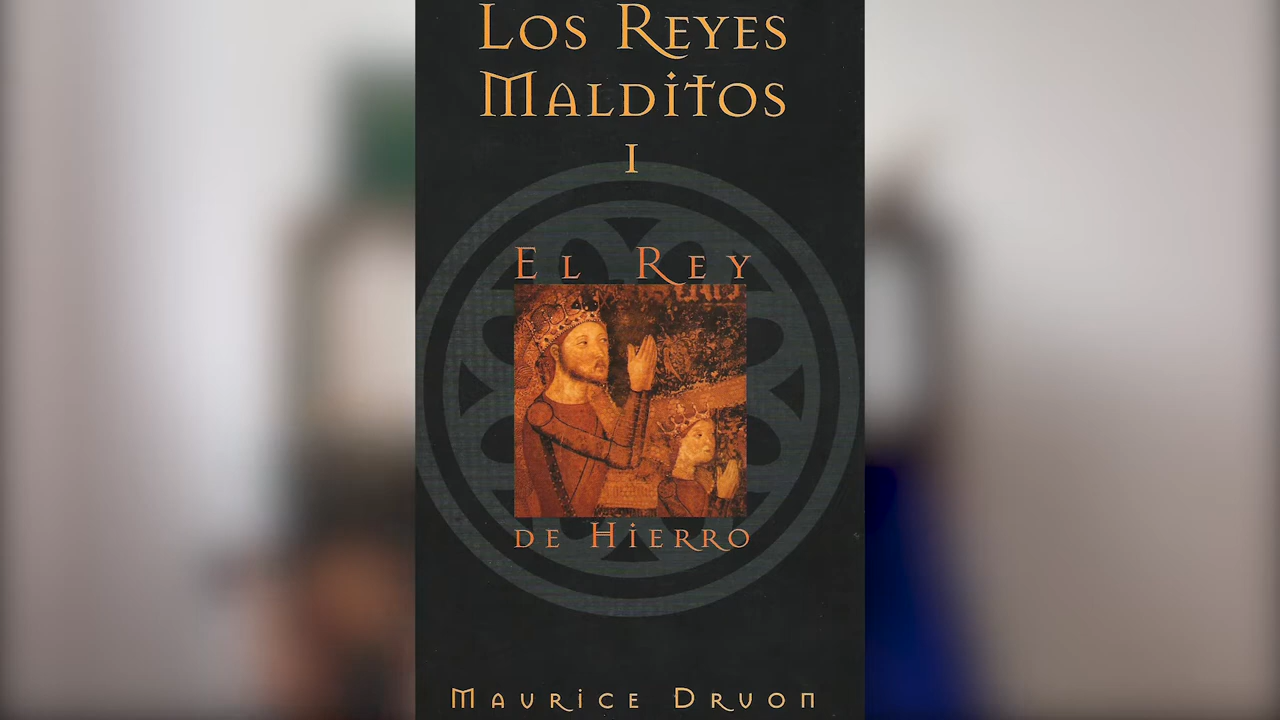 Los Reyes
Malditos
I
El Rey
de Hierro
Maurice Druon